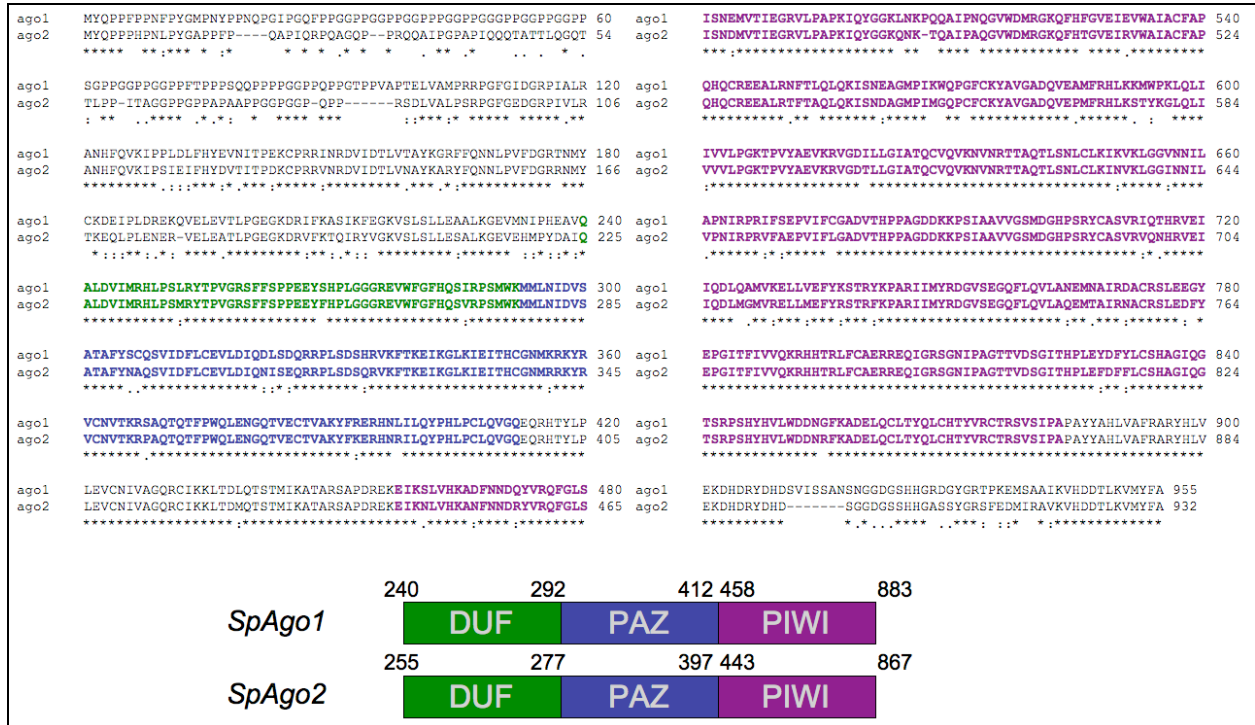 ago1 MYQPPFPPNFPYGMPNYPPNQPGIPGQFPPGGPPGGPPGGPPGGPPGGPPGGGPPGGPPGGPP 60
ago2 MYQPPPHPNLPYGAPPFP----QAPIQRPQAGQP--PRQQAIPGPAPIQQQTATTLQGQT 54
ago1 SGPPGGPPGGPPFTPPPSQQPPPPPGGPPQPPGTPPVAPTELVAMPRRPGFGIDGRPIALR 120
ago2 TLPP-ITAGGPPGPPAPAAPPGGPGGP-QPP------RSDLVALPSRPGFGEDGRPIVLR 106
ago1 ANHFQVKIPPLDLFHYEVNITPEKCPRRINRDVIDTLVTAYKGRFFQNNLPVFDGRTNMY 180
ago2 ANHFQVKIPSIEIFHYDVTITPDKCPRRVNRDVIDTLVNAYKARYFQNNLPVFDGRRNMY 166
ago1 CKDEIPLDREKQVELEVTLPGEGKDRIFKASIKFEGKVSLSLLEAALKGEVMNIPHEAVQ 240
ago2 TKEQLPLENER-VELEATLPGEGKDRVFKTQIRYVGKVSLSLLESALKGEVEHMPYDAIQ 225
ago1 ALDVIMRHLPSLRYTPVGRSFFSPPEEYSHPLGGGREVWFGFHQSIRPSMWKMMLNIDVS 300
ago2 ALDVIMRHLPSMRYTPVGRSFFSPPEEYFHPLGGGREVWFGFHQSVRPSMWKMMLNIDVS 285
ago1 ATAFYSCQSVIDFLCEVLDIQDLSDQRRPLSDSHRVKFTKEIKGLKIEITHCGNMRRKYR 360
ago2 ATAFYNAQSVIDFLCEVLDIQNISEQRRPLSDSQRVKFTKEIKGLKIEITHCGNMKRKYR 345
ago1 VCNVTKRSAQTQTFPWQLENGQTVECTVAKYFRERHNLILQYPHLPCLQVGQEQRHTYLP 420
ago2 VCNVTKRPAQTQTFPWQLENGQTVECTVAKYFKERHNRILQYPHLPCLQVGQEQRHTYLP 405
ago1 LEVCNIVAGQRCIKKLTDLQTSTMIKATARSAPDREKEIKSLVHKADFNNDQYVRQFGLS 480
ago2 LEVCNIVAGQRCIKKLTDMQTSTMIKATARSAPDREKEIKNLVHKANFNNDRYVRQFGLS 465
ago1 ISNEMVTIEGRVLPAPKIQYGGKLNKPQQAIPNQGVWDMRGKQFHFGVEIEVWAIACFAP 540
ago2 ISNDMVTIEGRVLPAPKIQYGGKQNK-TQAIPAQGVWDMRGKQFHTGVEIRVWAIACFAP 524
ago1 QHQCREEALRNFTLQLQKISNEAGMPIKWQPGFCKYAVGADQVEAMFRHLKKMWPKLQLI 600
ago2 QHQCREEALRTFTAQLQKISNDAGMPIMGQPCFCKYAVGADQVEPMFRHLKSTYKGLQLI 584
ago1 IVVLPGKTPVYAEVKRVGDILLGIATQCVQVKNVNRTTAQTLSNLCLKIKVKLGGVNNIL 660
ago2 VVVLPGKTPVYAEVKRVGDTLLGIATQCVQVKNVNRTTAQTLSNLCLKINVKLGGINNIL 644
ago1 APNIRPRIFSEPVIFCGADVTHPPAGDDKKPSIAAVVGSMDGHPSRYCASVRIQTHRVEI 720
ago2 VPNIRPRVFAEPVIFLGADVTHPPAGDDKKPSIAAVVGSMDGHPSRYCASVRVQNHRVEI 704
ago1 IQDLQAMVKELLVEFYKSTRYKPARIIMYRDGVSEGQFLQVLANEMNAIRDACRSLEEGY 780
ago2 IQDLMGMVRELLMEFYRSTRFKPARIIMYRDGVSEGQFLQVLAQEMTAIRNACRSLEDFY 764
ago1 EPGITFIVVQKRHHTRLFCAERREQIGRSGNIPAGTTVDSGITHPLEYDFYLCSHAGIQG 840
ago2 EPGITFIVVQKRHHTRLFCAERREQIGRSGNIPAGTTVDSGITHPLEFDFFLCSHAGIQG 824
ago1 TSRPSHYHVLWDDNGFKADELQCLTYQLCHTYVRCTRSVSIPAPAYYAHLVAFRARYHLV 900
ago2 TSRPSHYHVLWDDNRFKADELQCLTYQLCHTYVRCTRSVSIPAPAYYAHLVAFRARYHLV 884
ago1 EKDHDRYDHDSVISSANSNGGDGSHHGRDGYGRTPKEMSAAIKVHDDTLKVMYFA 955
ago2 EKDHDRYDHD-------SGGDGSSHHGASSYGRSFEDMIRAVKVHDDTLKVMYFA 932
240 292 412 458 883
SpAgo1 DUF PAZ PIWI
255 277 397 443 867
SpAgo2 DUF PAZ PIWI